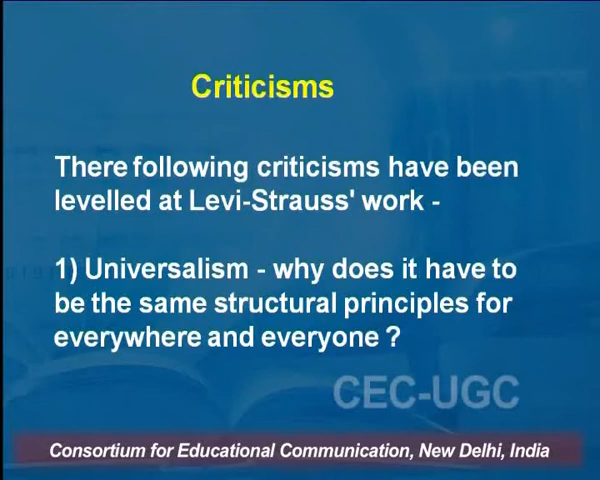 Criticisms
There following criticisms have been
levelled at Levi-Strauss' work -
1) Universalism - why does it have to
be the same structural principles for
everywhere and everyone ?
CEC-UGC
Consortium for Educational Communication, New Delhi, India